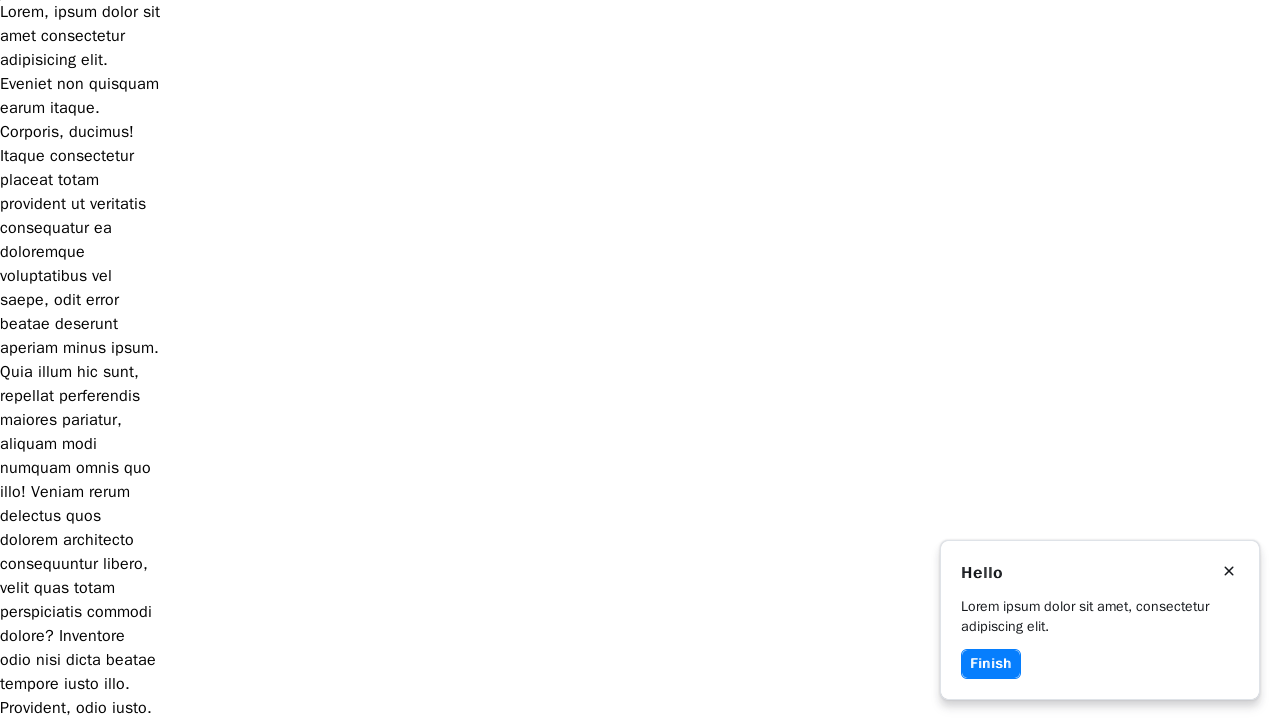 Lorem, ipsum dolor sit
amet consectetur
adipisicing elit.
Eveniet non quisquam
earum itaque.
Corporis, ducimus!
Itaque consectetur
placeat totam
provident ut veritatis
consequatur ea
doloremque
voluptatibus vel
saepe, odit error
beatae deserunt
aperiam minus ipsum.
Quia illum hic sunt,
repellat perferendis
maiores pariatur,
aliquam modi
numquam omnis quo
illo! Veniam rerum
delectus quos
dolorem architecto
consequuntur libero,
velit quas totam
perspiciatis commodi
dolore? Inventore
odio nisi dicta beatae
tempore iusto illo.
Provident, odio iusto.
Hello
Lorem ipsum dolor sit amet, consectetur
adipiscing elit.
Finish